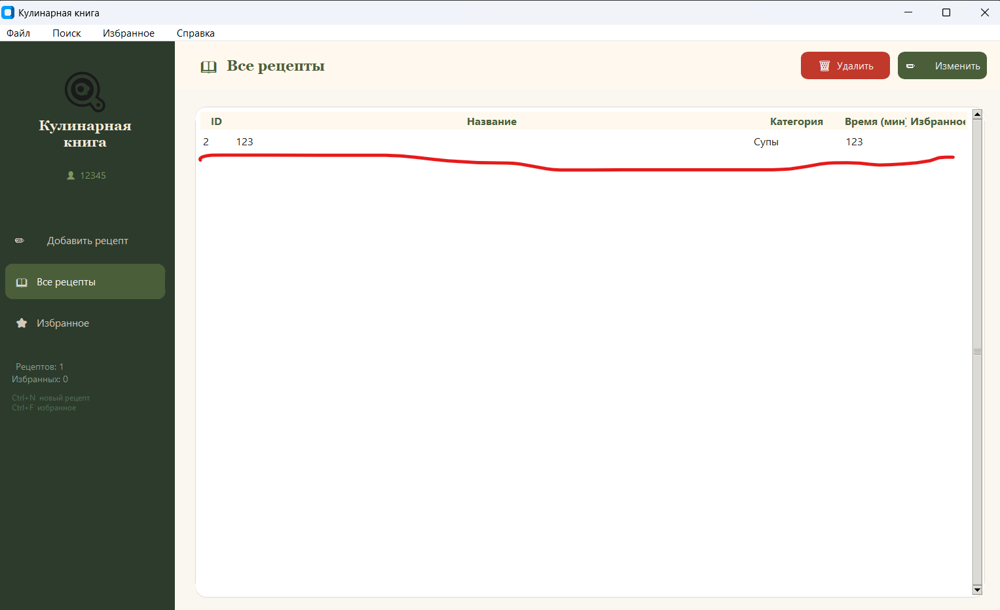 Кулинарная книга
Файл Поиск Избранное Справка
Все рецепты
Удалить
Изменить
Кулинарная
книга
12345
Добавить рецепт
Все рецепты
Избранное
Рецептов: 1
Избранных: 0
Ctrl+N новый рецепт
Ctrl+F избранное
ID Название Категория Время (мин) Избранное
2 123 Супы 123